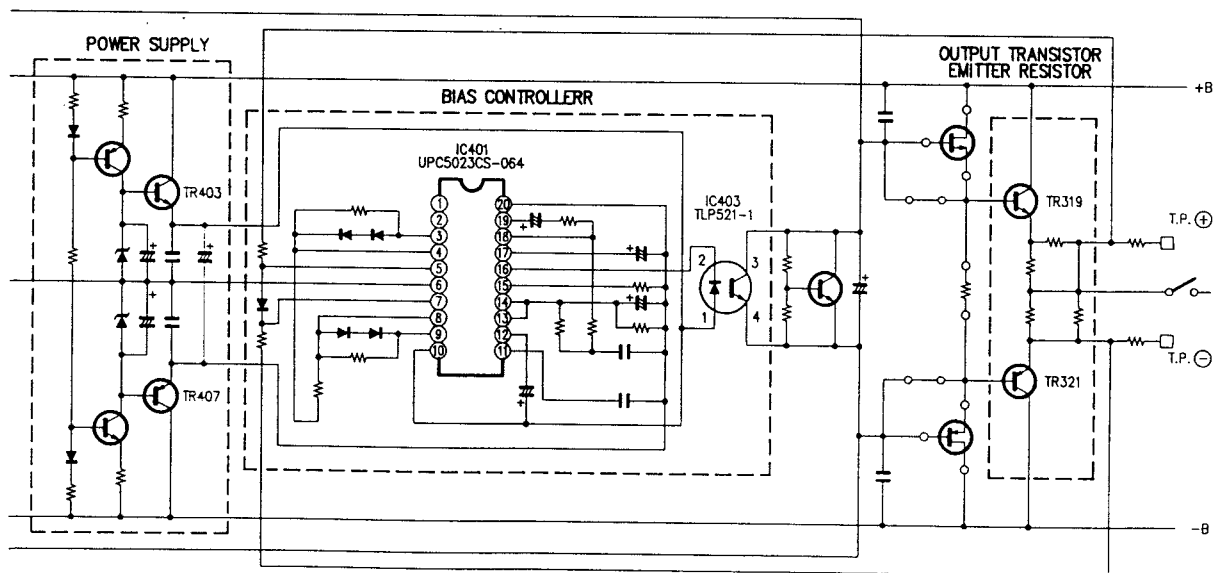 POWER SUPPLY
TR403
TR407
BIAS CONTROLLERR
IC401
UPC5023CS-064
1
2
3
4
5
6
7
8
9
10
20
19
18
17
16
15
14
13
12
11
IC403
TLP521-1
2
3
1
4
OUTPUT TRANSISTOR
EMITTER RESISTOR
+B
TR319
T.P. +
T.P. -
TR321
-B